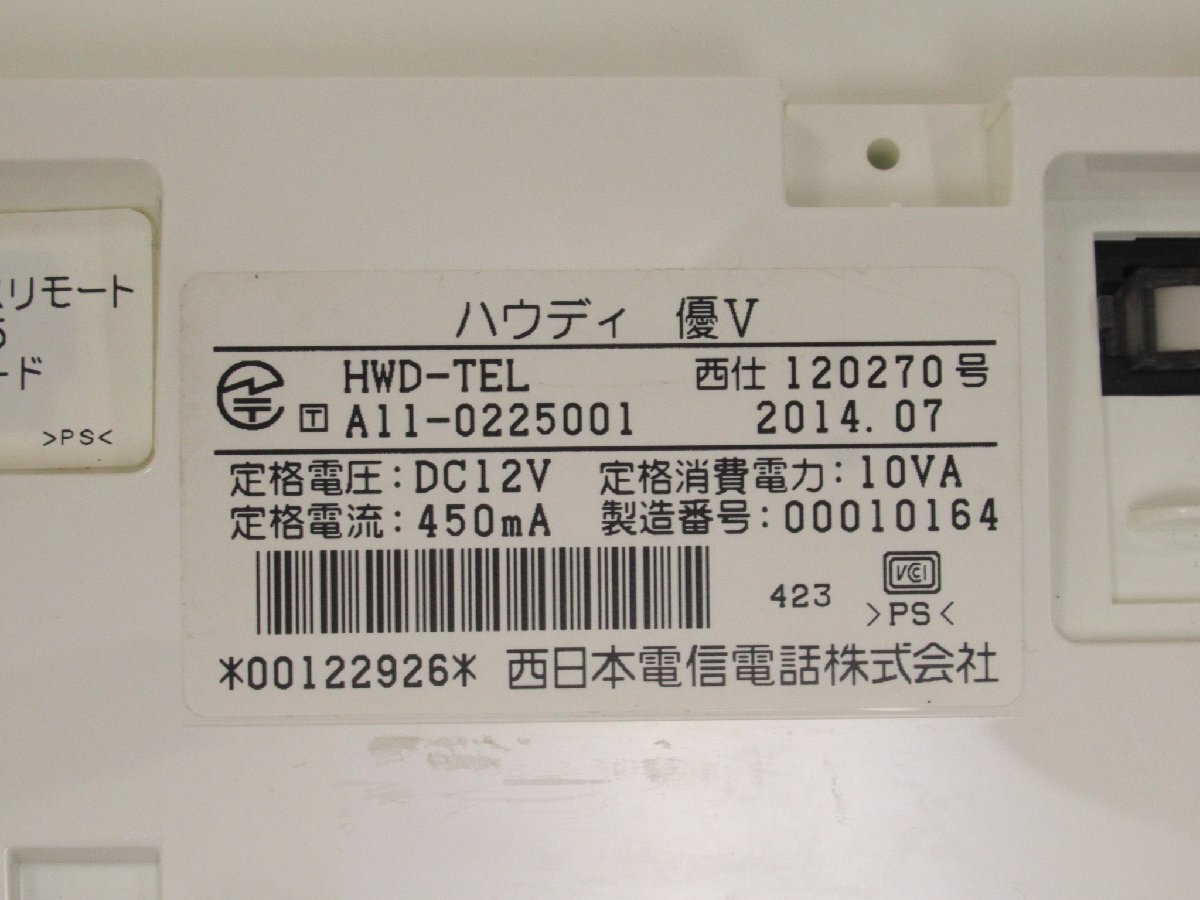 リモート
ード
>PS<
ハウディ 優V
HWD-TEL 西仕 120270 号
T A11-0225001 2014.07
定格電圧:DC12V 定格消費電力:10VA
定格電流:450mA 製造番号:00010164
423 VCCI
>PS<
*00122926* 西日本電信電話株式会社